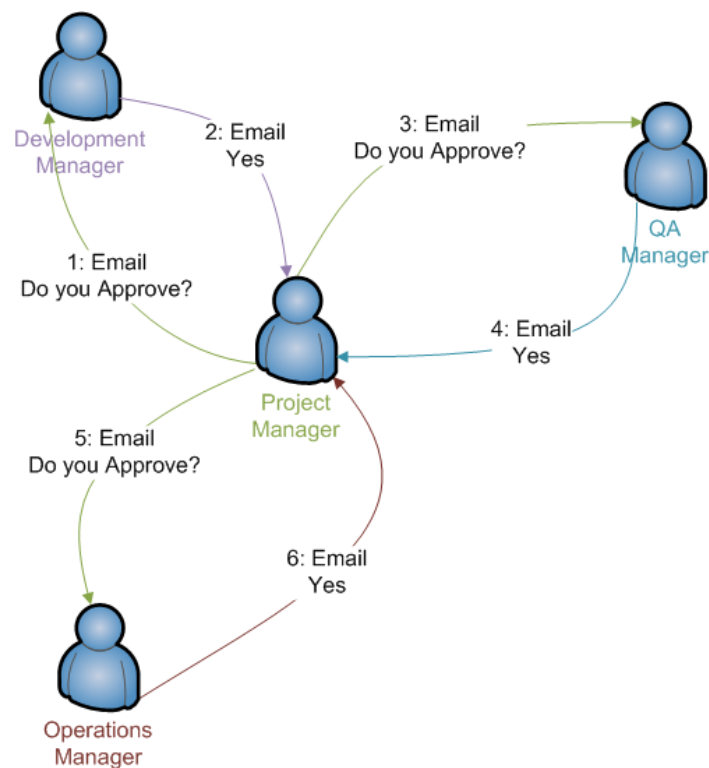 Development
Manager
2: Email
Yes
3: Email
Do you Approve?
QA
Manager
1: Email
Do you Approve?
4: Email
Yes
Project
Manager
5: Email
Do you Approve?
6: Email
Yes
Operations
Manager